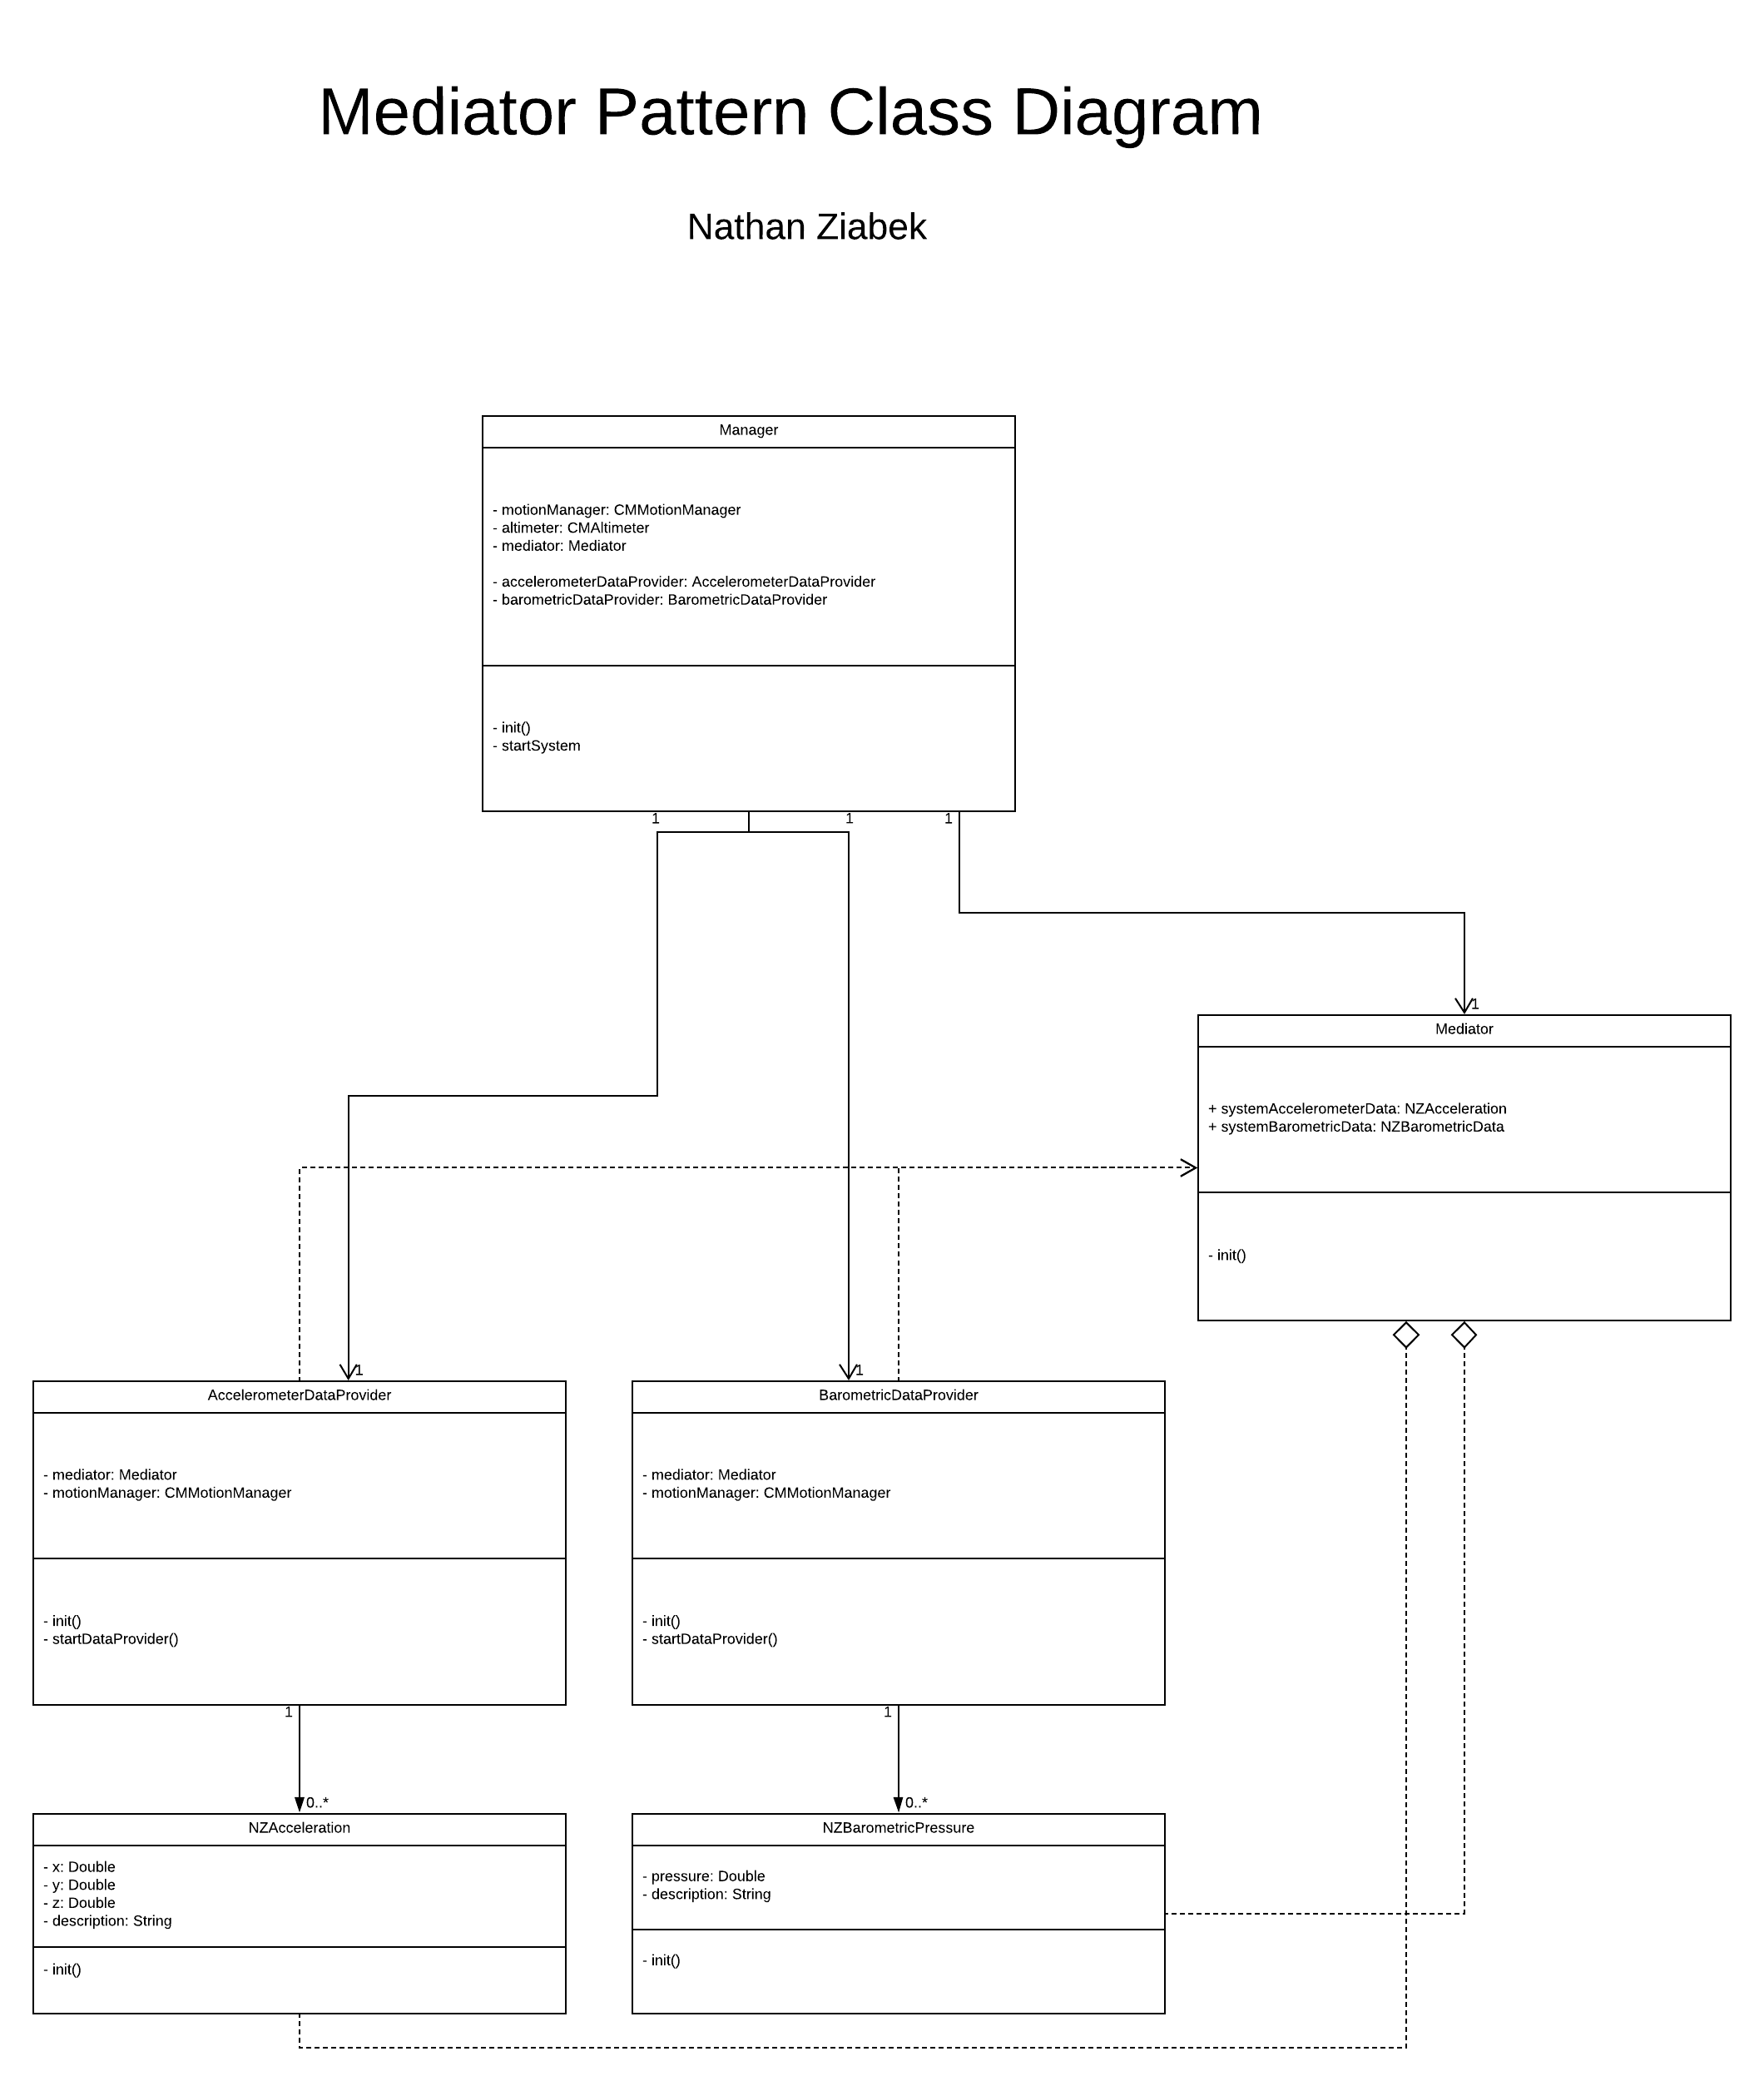 Mediator Pattern Class Diagram
Nathan Ziabek
Manager
- motionManager: CMMotionManager
- altimeter: CMAltimeter
- mediator: Mediator
- accelerometerDataProvider: AccelerometerDataProvider
- barometricDataProvider: BarometricDataProvider
- init()
- startSystem
1
1
1
1
Mediator
+ systemAccelerometerData: NZAcceleration
+ systemBarometricData: NZBarometricData
- init()
1
1
AccelerometerDataProvider
- mediator: Mediator
- motionManager: CMMotionManager
- init()
- startDataProvider()
BarometricDataProvider
- mediator: Mediator
- motionManager: CMMotionManager
- init()
- startDataProvider()
1
1
0..*
0..*
NZAcceleration
- x: Double
- y: Double
- z: Double
- description: String
- init()
NZBarometricPressure
- pressure: Double
- description: String
- init()